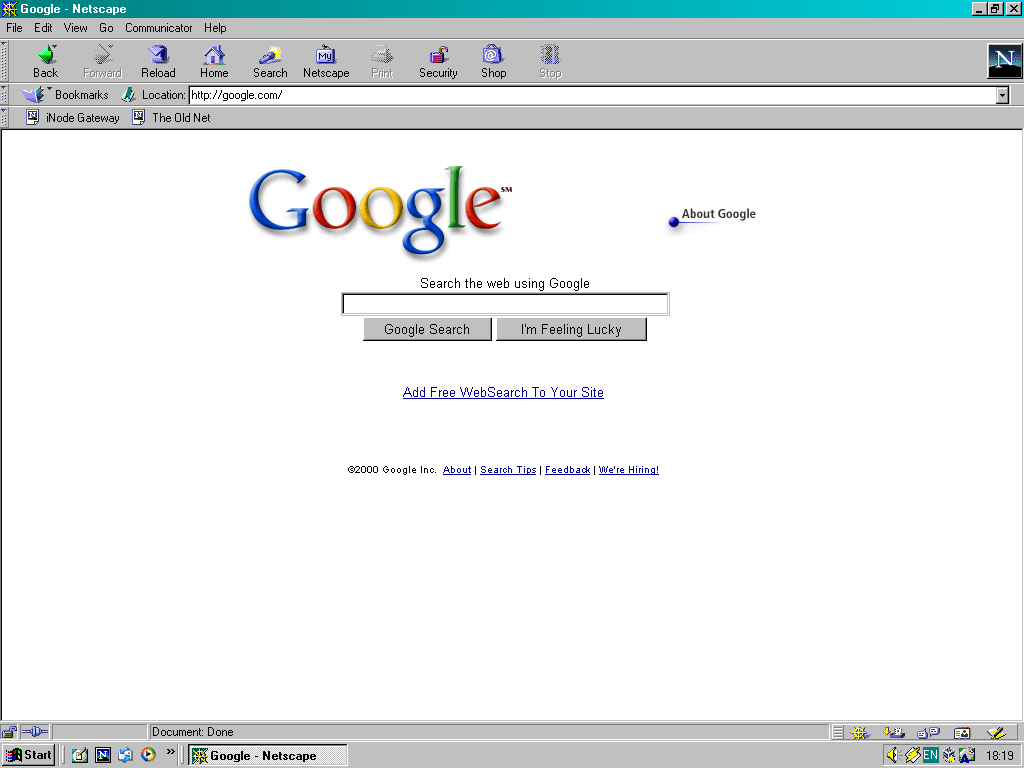 Google - Netscape
File Edit View Go Communicator Help
Back Forward Reload Home Search My Netscape Print Security Shop Stop N
Bookmarks Location: http://google.com/
iNode Gateway The Old Net
Google SM
About Google
Search the web using Google
Google Search I'm Feeling Lucky
Add Free WebSearch To Your Site
©2000 Google Inc. About | Search Tips | Feedback | We're Hiring!
Document: Done
Start N » Google - Netscape EN 18:19